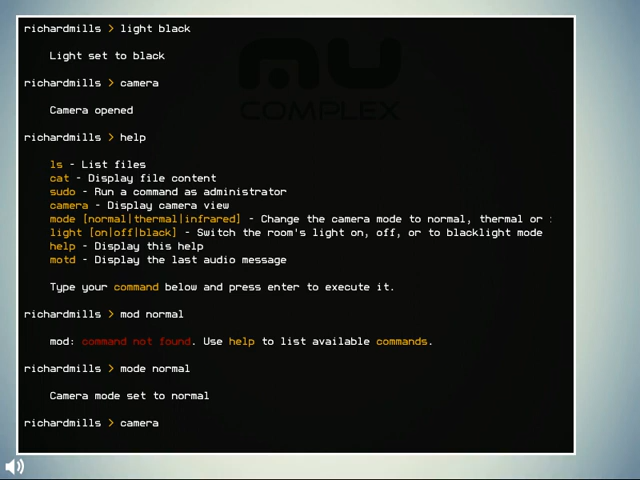 richardmills > light black
Light set to black
richardmills > camera
Camera opened
richardmills > help
ls - List files
cat - Display file content
sudo - Run a command as administrator
camera - Display camera view
mode [normal|thermal|infrared] - Change the camera mode to normal, thermal or
light [on|off|black] - Switch the room's light on, off, or to blacklight mode
help - Display this help
motd - Display the last audio message
Type your command below and press enter to execute it.
richardmills > mod normal
mod: command not found. Use help to list available commands.
richardmills > mode normal
Camera mode set to normal
richardmills > camera
MU
COMPLEX